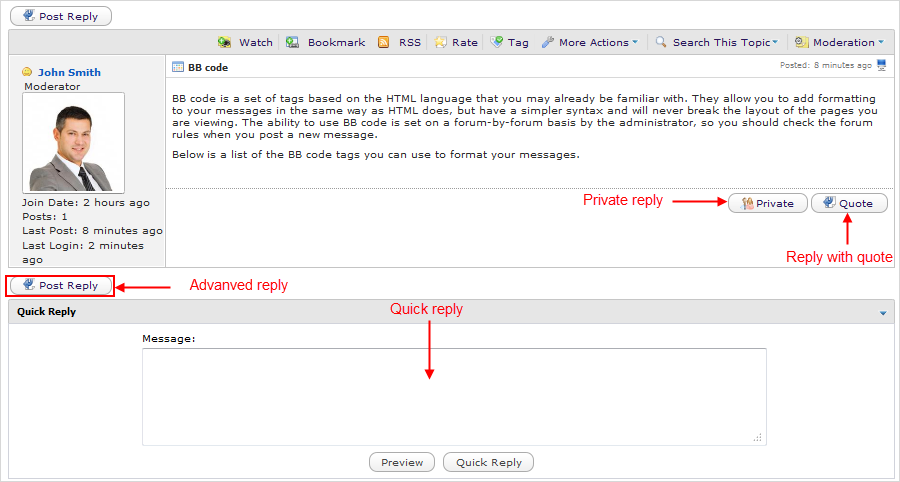 Post Reply
Watch Bookmark RSS Rate Tag More Actions Search This Topic Moderation
John Smith
Moderator
Join Date: 2 hours ago
Posts: 1
Last Post: 8 minutes ago
Last Login: 2 minutes
ago
BB code
Posted: 8 minutes ago
BB code is a set of tags based on the HTML language that you may already be familiar with. They allow you to add formatting
to your messages in the same way as HTML does, but have a simpler syntax and will never break the layout of the pages you
are viewing. The ability to use BB code is set on a forum-by-forum basis by the administrator, so you should check the forum
rules when you post a new message.
Below is a list of the BB code tags you can use to format your messages.
Private reply
Private Quote
Reply with quote
Post Reply
Advanved reply
Quick Reply
Quick reply
Message:
Preview Quick Reply